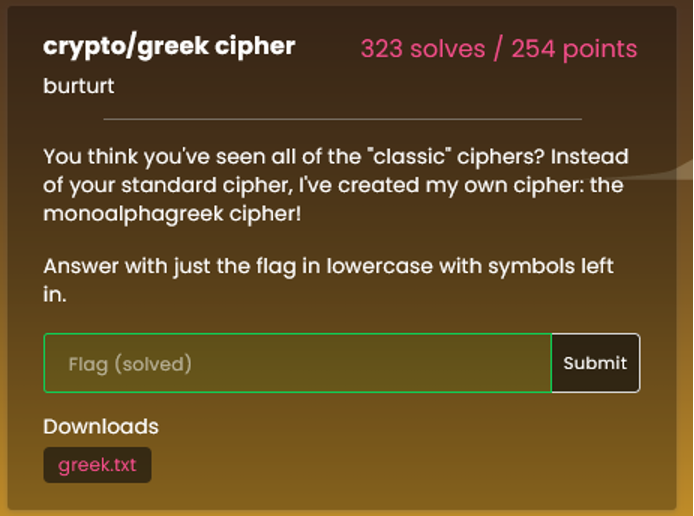 crypto/greek cipher
323 solves / 254 points
burturt
You think you've seen all of the "classic" ciphers? Instead
of your standard cipher, I've created my own cipher: the
monoalphagreek cipher!
Answer with just the flag in lowercase with symbols left
in.
Flag (solved)
Submit
Downloads
greek.txt